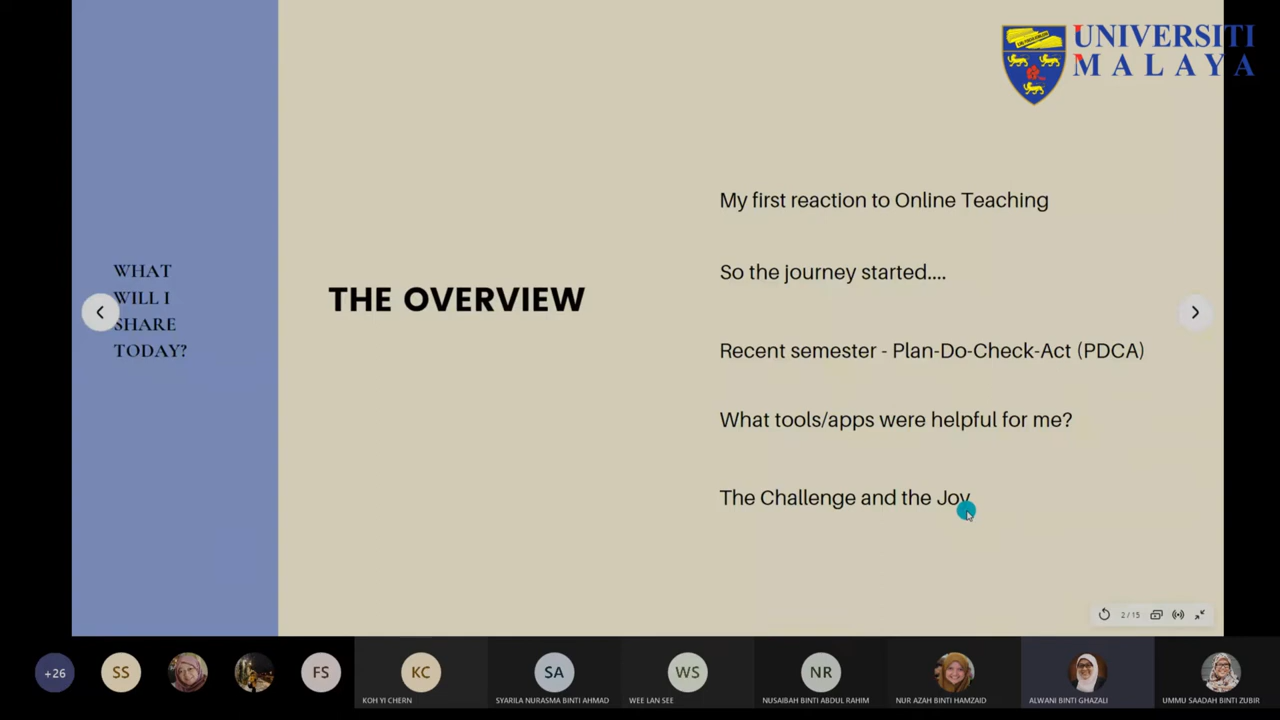 UNIVERSITI
MALAYA
WHAT
WILL I
SHARE
TODAY?
THE OVERVIEW
My first reaction to Online Teaching
So the journey started....
Recent semester - Plan-Do-Check-Act (PDCA)
What tools/apps were helpful for me?
The Challenge and the Joy
2 / 15
+26
SS
FS
KC
KOH YI CHERN
SA
SYARILA NURASMA BINTI AHMAD
WS
WEE LAN SEE
NR
NUSAIBAH BINTI ABDUL RAHIM
NUR AZAH BINTI HAMZAID
ALWANI BINTI GHAZALI
UMMU SAADAH BINTI ZUBIR